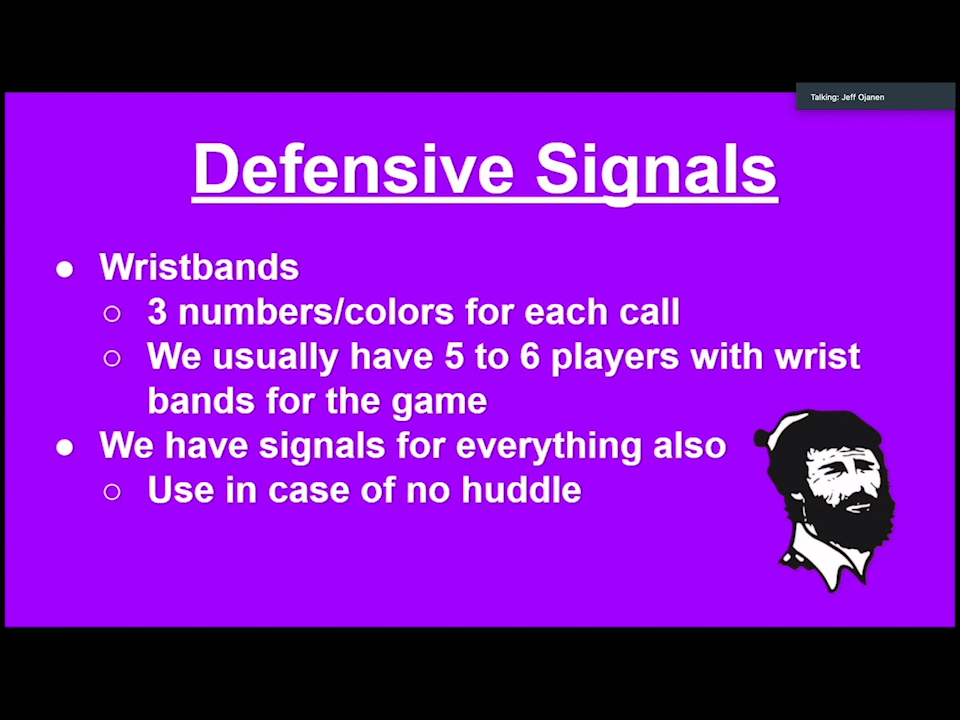 Talking: Jeff Ojanen
Defensive Signals
● Wristbands
○ 3 numbers/colors for each call
○ We usually have 5 to 6 players with wrist
bands for the game
● We have signals for everything also
○ Use in case of no huddle